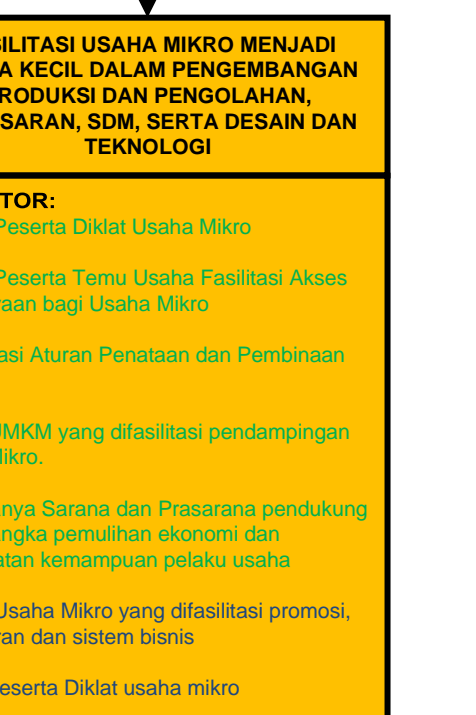 ILITASI USAHA MIKRO MENJADI
A KECIL DALAM PENGEMBANGAN
RODUKSI DAN PENGOLAHAN,
SARAN, SDM, SERTA DESAIN DAN
TEKNOLOGI
TOR:
Peserta Diklat Usaha Mikro
Peserta Temu Usaha Fasilitasi Akses
aan bagi Usaha Mikro
asi Aturan Penataan dan Pembinaan
UMKM yang difasilitasi pendampingan
Mikro.
nya Sarana dan Prasarana pendukung
angka pemulihan ekonomi dan
atan kemampuan pelaku usaha
Usaha Mikro yang difasilitasi promosi,
ran dan sistem bisnis
eserta Diklat usaha mikro